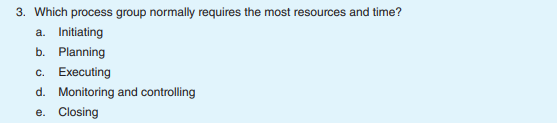 3. Which process group normally requires the most resources and time?
a. Initiating
b. Planning
c. Executing
d. Monitoring and controlling
e. Closing